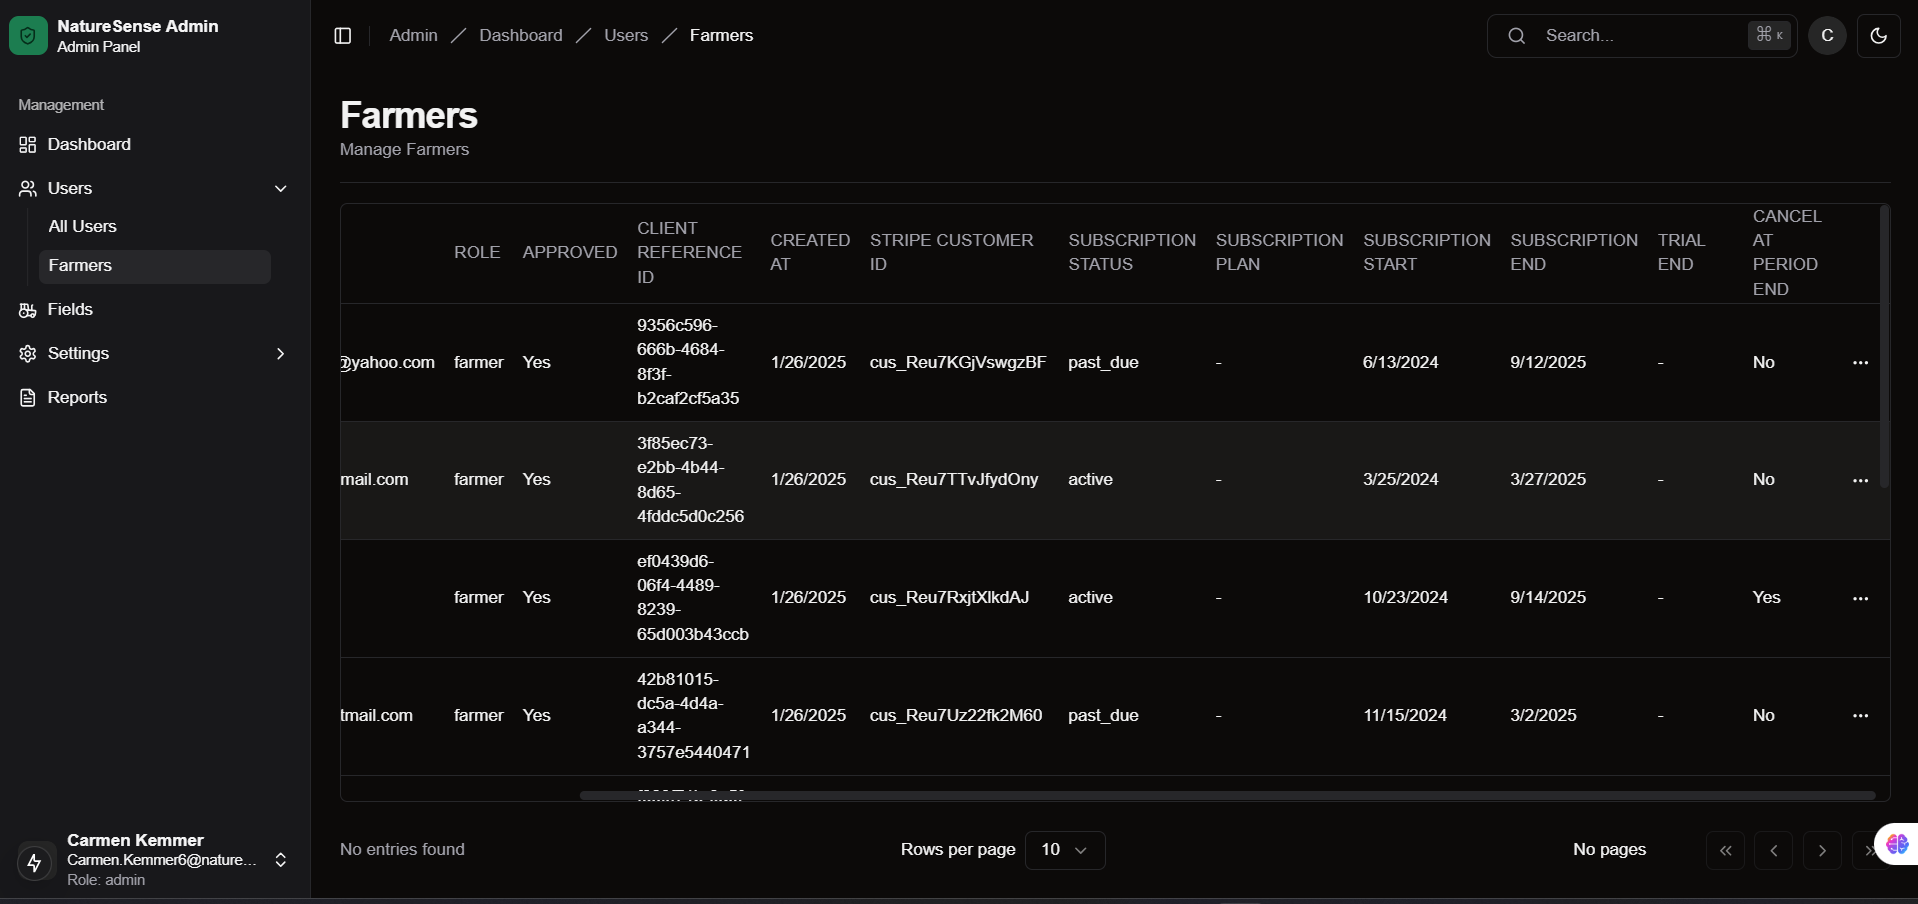 NatureSense Admin
Admin Panel
Admin / Dashboard / Users / Farmers
Search...
⌘ K
C
Management
Dashboard
Users
All Users
Farmers
Fields
Settings
Reports
Farmers
Manage Farmers
ROLE
APPROVED
CLIENT
REFERENCE
ID
CREATED
AT
STRIPE CUSTOMER
ID
SUBSCRIPTION
STATUS
SUBSCRIPTION
PLAN
SUBSCRIPTION
START
SUBSCRIPTION
END
TRIAL
END
CANCEL
AT
PERIOD
END
@yahoo.com farmer Yes
9356c596-
666b-4684-
8f3f-
b2caf2cf5a35
1/26/2025 cus_Reu7KGjVswgzBF past_due - 6/13/2024 9/12/2025 - No ...
mail.com farmer Yes
3f85ec73-
e2bb-4b44-
8d65-
4fddc5d0c256
1/26/2025 cus_Reu7TTvJfydOny active - 3/25/2024 3/27/2025 - No ...
farmer Yes
ef0439d6-
06f4-4489-
8239-
65d003b43ccb
1/26/2025 cus_Reu7RxjtXlkdAJ active - 10/23/2024 9/14/2025 - Yes ...
tmail.com farmer Yes
42b81015-
dc5a-4d4a-
a344-
3757e5440471
1/26/2025 cus_Reu7Uz22fk2M60 past_due - 11/15/2024 3/2/2025 - No ...
No entries found
Rows per page 10
No pages
Carmen Kemmer
Carmen.Kemmer6@nature...
Role: admin